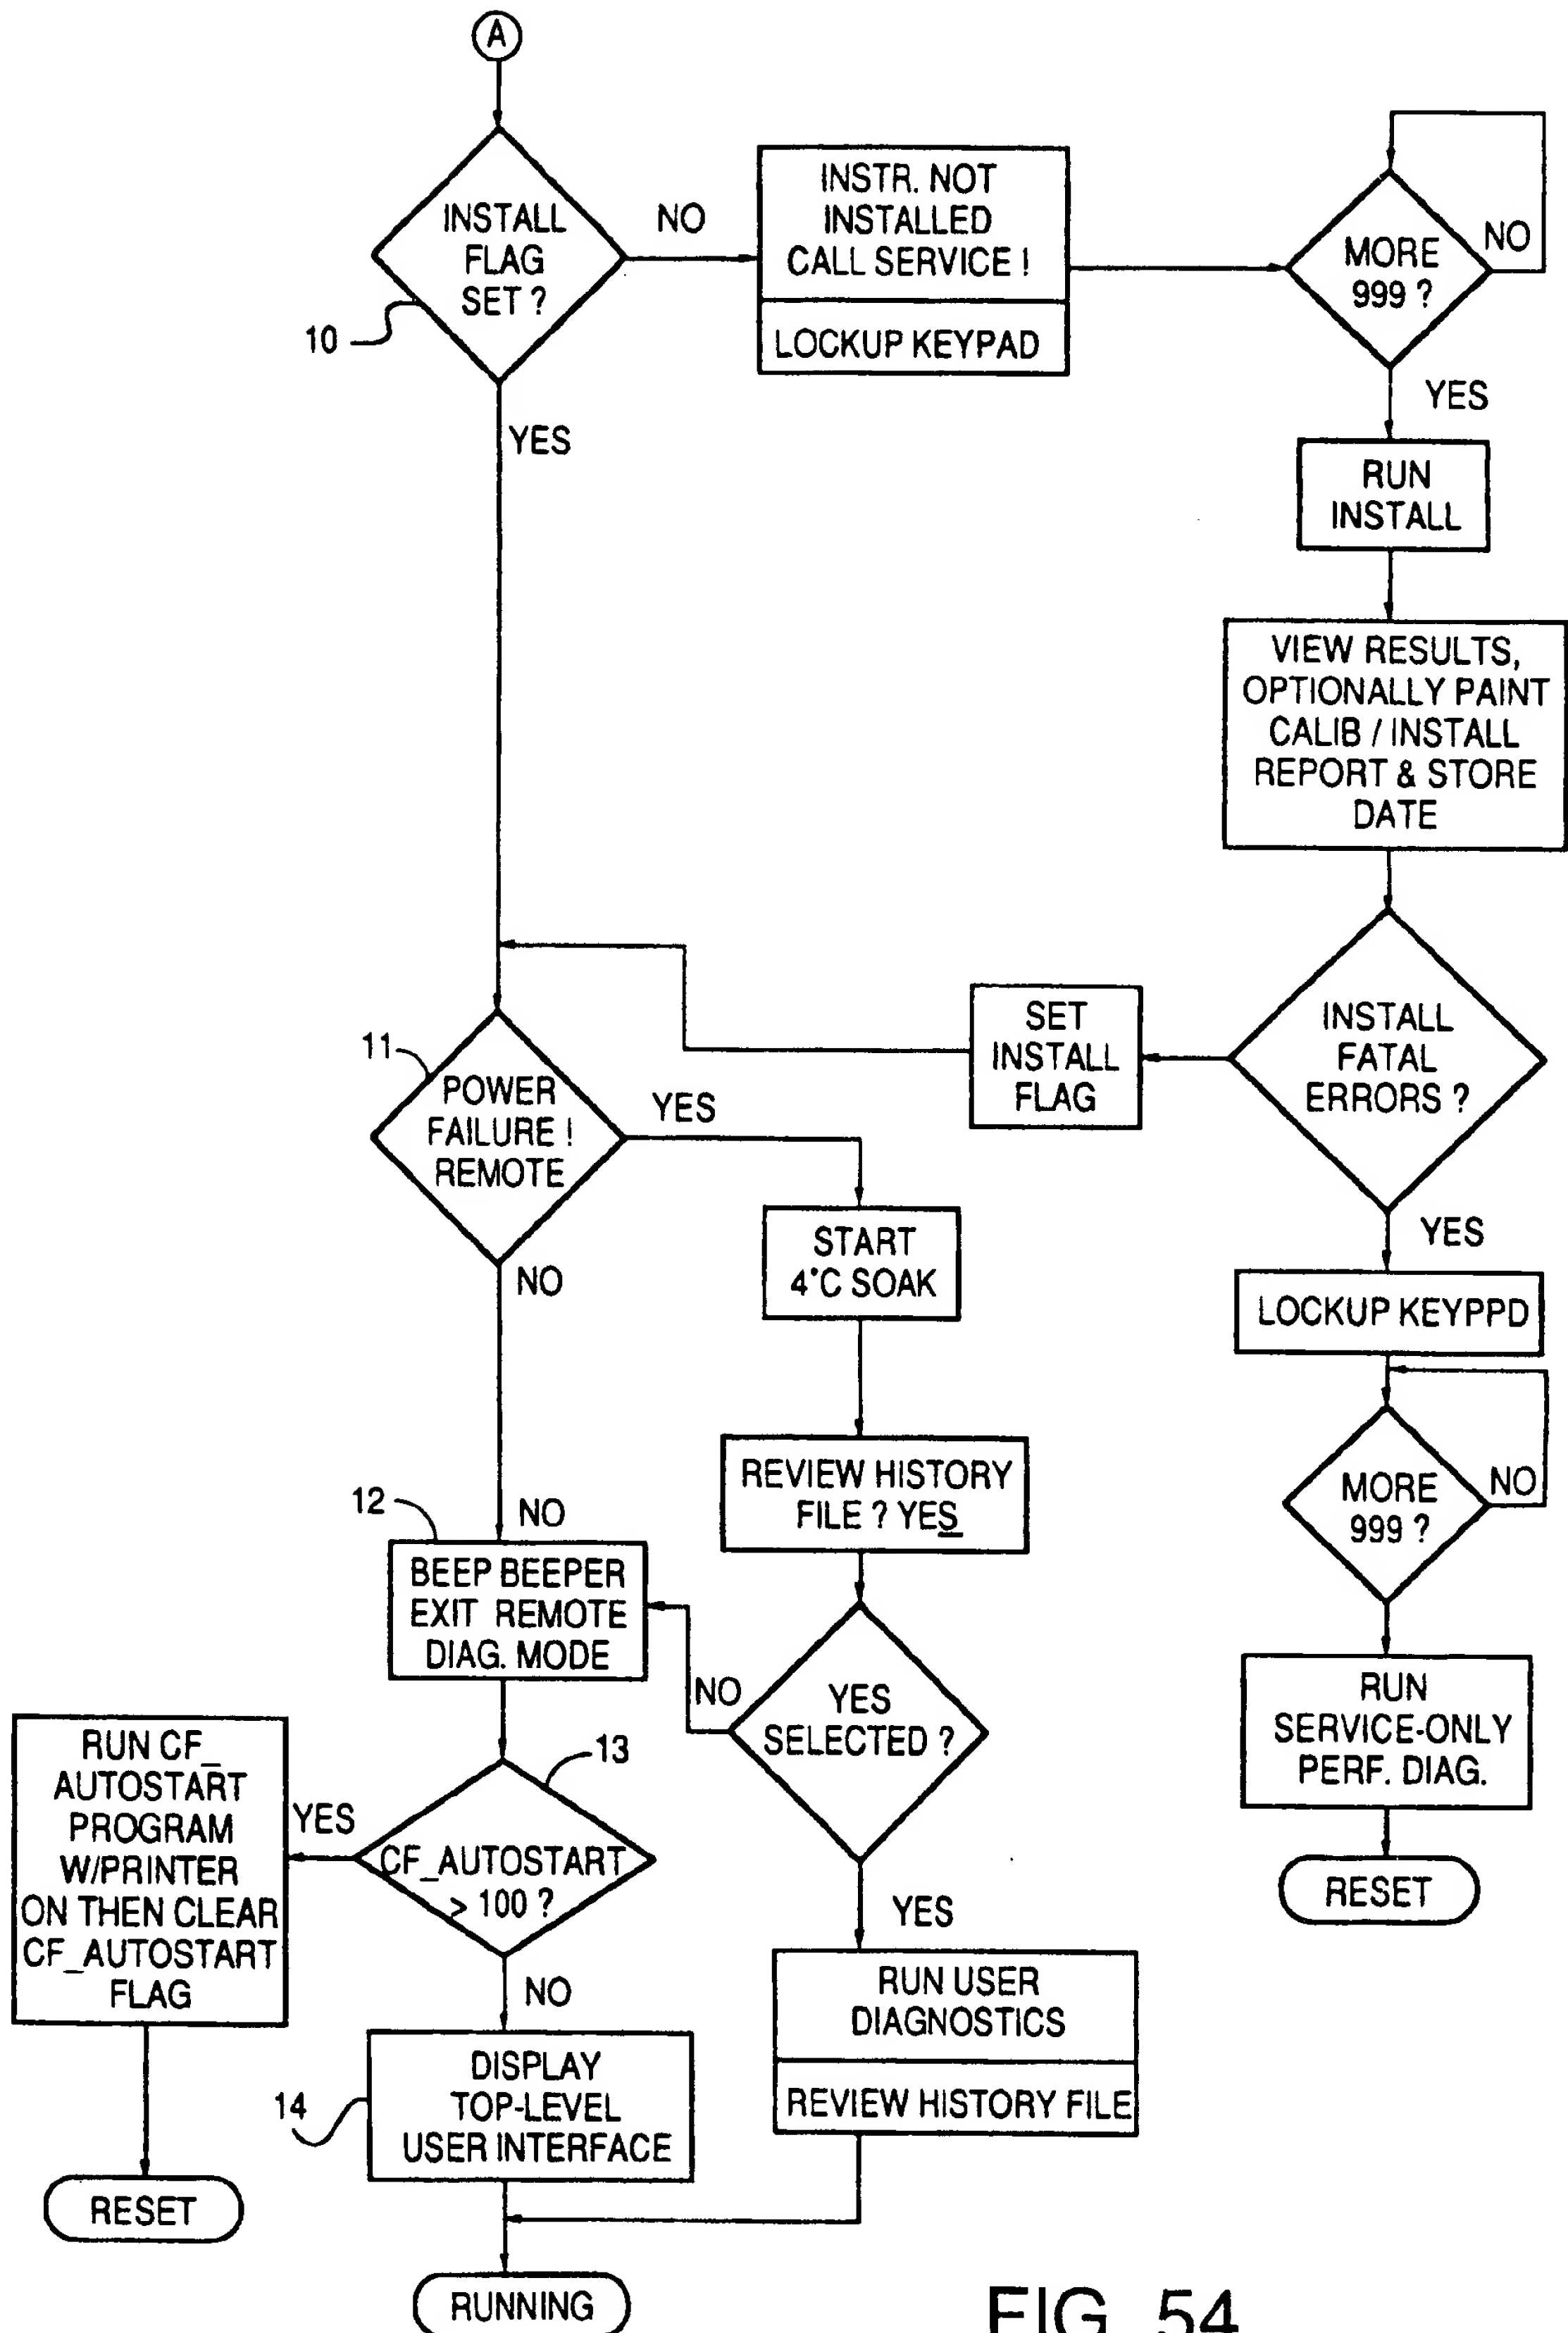 A
INSTALL
FLAG
SET ?
10
NO
YES
INSTR. NOT
INSTALLED
CALL SERVICE !
LOCKUP KEYPAD
MORE
999 ?
NO
YES
RUN
INSTALL
VIEW RESULTS,
OPTIONALLY PAINT
CALIB / INSTALL
REPORT & STORE
DATE
INSTALL
FATAL
ERRORS ?
SET
INSTALL
FLAG
YES
LOCKUP KEYPPD
MORE
999 ?
NO
RUN
SERVICE-ONLY
PERF. DIAG.
RESET
11
POWER
FAILURE !
REMOTE
YES
NO
START
4°C SOAK
REVIEW HISTORY
FILE ? YES
YES
SELECTED ?
NO
YES
RUN USER
DIAGNOSTICS
REVIEW HISTORY FILE
NO
12
BEEP BEEPER
EXIT REMOTE
DIAG. MODE
13
CF_AUTOSTART
> 100 ?
YES
NO
RUN CF_
AUTOSTART
PROGRAM
W/PRINTER
ON THEN CLEAR
CF_AUTOSTART
FLAG
RESET
14
DISPLAY
TOP-LEVEL
USER INTERFACE
RUNNING
FIG. 54